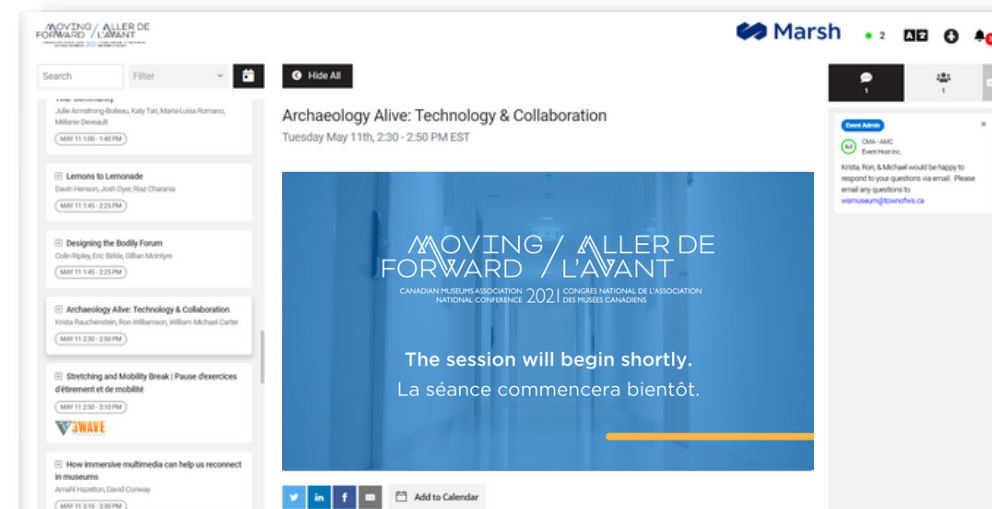 MOVING / ALLER DE
FORWARD / L'AVANT
Marsh
2
Search
Filter
Hide All
Your Community
Julie Armstrong-Boileau, Katy Tari, Maria-Luisa Romano,
Mélanie Deveault
MAY 11 1:00 - 1:40 PM
Lemons to Lemonade
Davin Henson, Josh Dyer, Riaz Charania
MAY 11 1:45 - 2:25 PM
Designing the Bodily Forum
Colin Ripley, Eric Birkle, Gillian McIntyre
MAY 11 1:45 - 2:25 PM
Archaeology Alive: Technology & Collaboration
Krista Rauchenstein, Ron Williamson, William Michael Carter
MAY 11 2:30 - 2:50 PM
Stretching and Mobility Break | Pause d'exercices
d'étirement et de mobilité
MAY 11 2:50 - 3:10 PM
3WAVE
How immersive multimedia can help us reconnect
in museums
Amahl Hazelton, David Conway
MAY 11 3:10 - 3:30 PM
Archaeology Alive: Technology & Collaboration
Tuesday May 11th, 2:30 - 2:50 PM EST
MOVING / ALLER DE
FORWARD / L'AVANT
CANADIAN MUSEUMS ASSOCIATION NATIONAL CONFERENCE 2021 CONGRÈS NATIONAL DE L'ASSOCIATION DES MUSÉES CANADIENS
The session will begin shortly.
La séance commencera bientôt.
Add to Calendar
1
1
Event Admin
CMA - AMC
Event Host Inc.
Krista, Ron, & Michael would be happy to
respond to your questions via email. Please
email any questions to
wsmuseum@townofws.ca